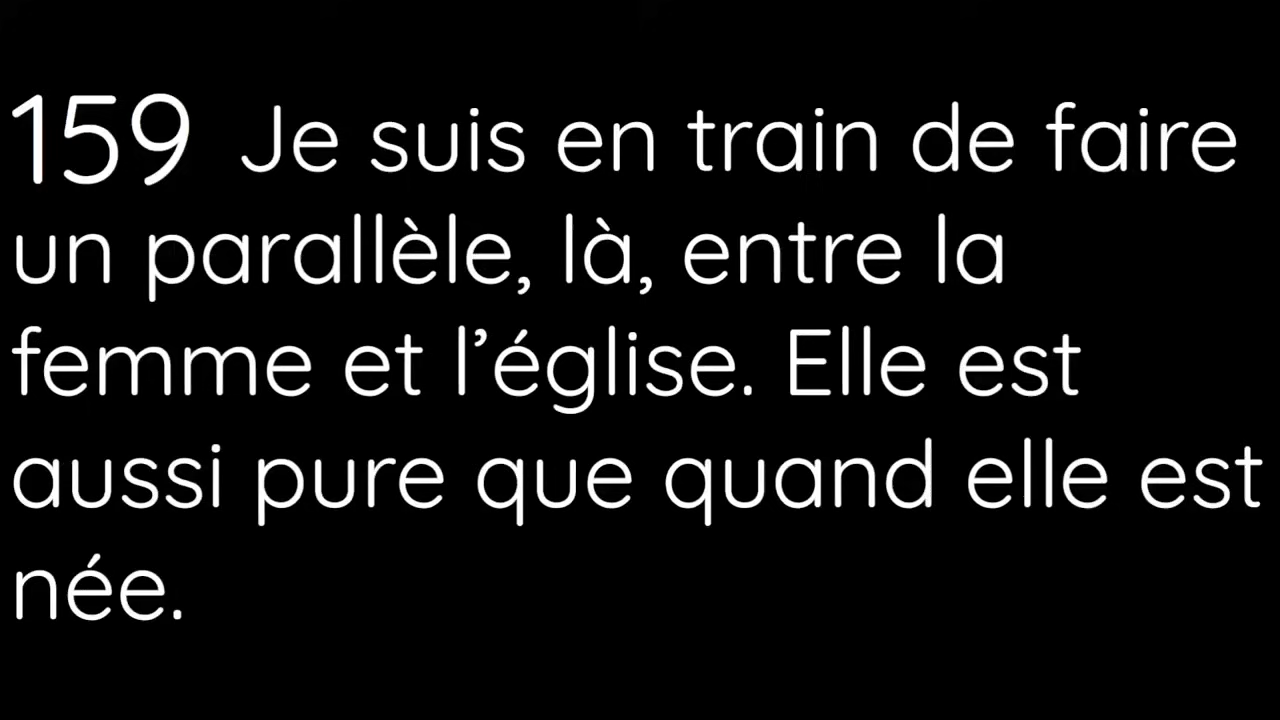 159 Je suis en train de faire
un parallèle, là, entre la
femme et l’église. Elle est
aussi pure que quand elle est
née.